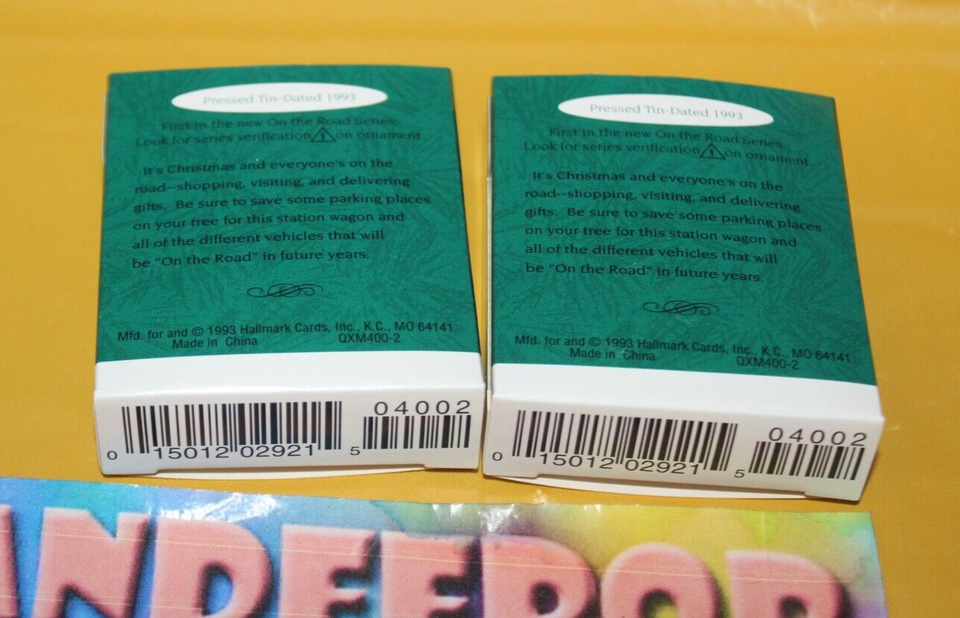 Pressed Tin-Dated 1993
First in the new On the Road Series.
Look for series verification on ornament.
It's Christmas and everyone's on the
road--shopping, visiting, and delivering
gifts. Be sure to save some parking places
on your tree for this station wagon and
all of the different vehicles that will
be "On the Road" in future years.
Mfd. for and © 1993 Hallmark Cards, Inc., K.C., MO 64141
Made in China QXM400-2
04002
0 15012 02921 5
Pressed Tin-Dated 1993
First in the new On the Road Series.
Look for series verification on ornament.
It's Christmas and everyone's on the
road--shopping, visiting, and delivering
gifts. Be sure to save some parking places
on your tree for this station wagon and
all of the different vehicles that will
be "On the Road" in future years.
Mfd. for and © 1993 Hallmark Cards, Inc., K.C., MO 64141
Made in China QXM400-2
04002
0 15012 02921 5